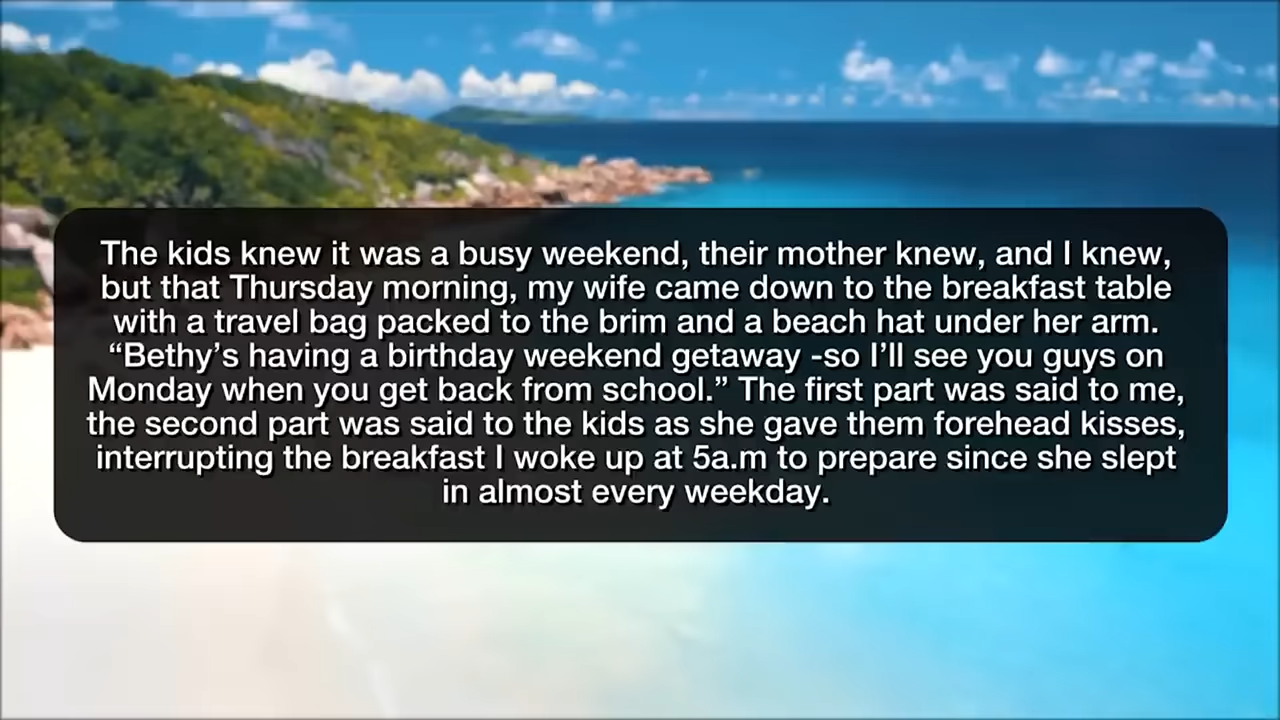 The kids knew it was a busy weekend, their mother knew, and I knew,
but that Thursday morning, my wife came down to the breakfast table
with a travel bag packed to the brim and a beach hat under her arm.
“Bethy’s having a birthday weekend getaway -so I’ll see you guys on
Monday when you get back from school.” The first part was said to me,
the second part was said to the kids as she gave them forehead kisses,
interrupting the breakfast I woke up at 5a.m to prepare since she slept
in almost every weekday.